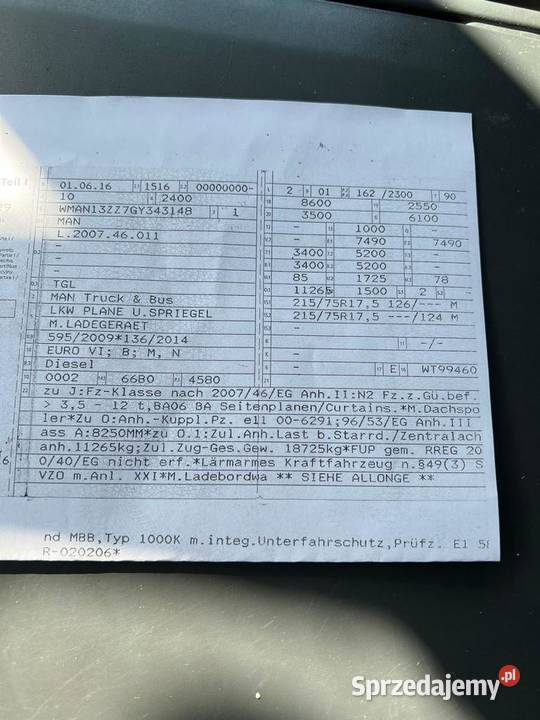 Teil I
01.06.16 1516 00000000-
10 2400
WMAN13ZZ7GY343148 1
MAN
L.2007.46.011
-
-
TGL
MAN Truck & Bus
LKW PLANE U.SPRIEGEL
M.LADEGERAET
595/2009*136/2014
EURO VI; B; M, N
Diesel
0002 6680 4580
L 2 9 01 162 /2300 90
8600 2550
3500 6100
- 1000 -
- 7490 7490
3400 5200 -
3400 5200 -
85 1725 78
11265 1500 2 -
215/75R17,5 126/--- M
215/75R17,5 ---/124 M
-/-
- E WT99460
zu J:Fz-Klasse nach 2007/46/EG Anh.II:N2 Fz.z.Gü.bef.
> 3,5 - 12 t,BA06 BA Seitenplanen/Curtains.*M.Dachspo
ler*Zu O:Anh.-Kuppl.Pz. e11 00-6291;96/53/EG Anh.III
ass A:8250MM*zu O.1:Zul.Anh.Last b.Starrd./Zentralach
anh.11265kg;Zul.Zug-Ges.Gew. 18725kg*FUP gem. RREG 20
0/40/EG nicht erf.*Lärmarmes Kraftfahrzeug n.§49(3) S
VZO m.Anl. XXI*M.Ladebordwa ** SIEHE ALLONGE **
nd MBB,Typ 1000K m.integ.Unterfahrschutz,Prüfz. E1 58
R-020206*
Sprzedajemy.pl